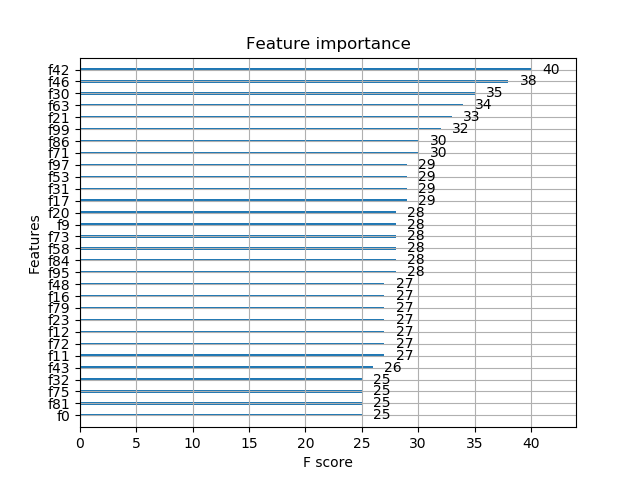 Feature importance
Features
f42 40
f46 38
f30 35
f63 34
f21 33
f99 32
f86 30
f71 30
f97 29
f53 29
f31 29
f17 29
f20 28
f9 28
f73 28
f58 28
f84 28
f95 28
f48 27
f16 27
f79 27
f23 27
f12 27
f72 27
f11 27
f43 26
f32 25
f75 25
f81 25
f0 25
0 5 10 15 20 25 30 35 40
F score